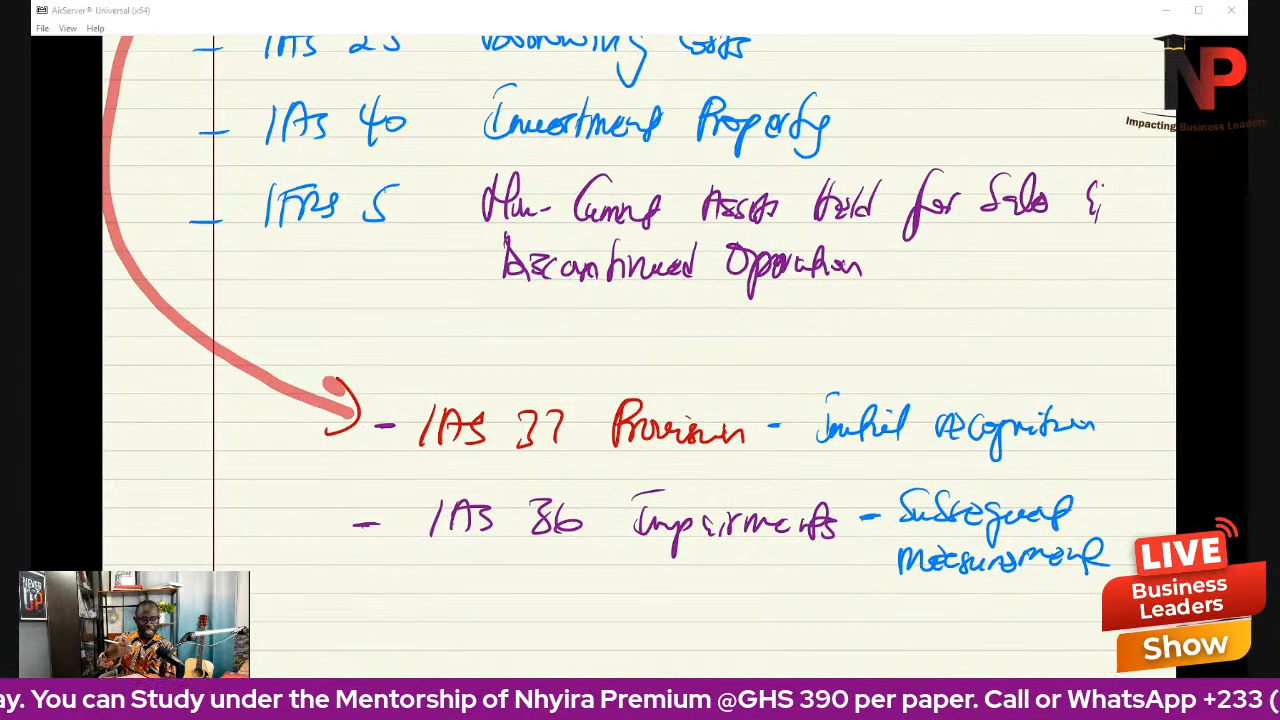 AirServer® Universal (x64)
File View Help
- IAS 23 Borrowing Costs
- IAS 40 Investment Property
- IFRS 5 Non-Current Assets Held for Sale &
Discontinued Operation
- IAS 37 Provision - Initial recognition
- IAS 36 Impairments - Subsequent
measurement
NP
Impacting Business Leaders
NEVER
UP
LIVE
Business
Leaders
Show
ay. You can Study under the Mentorship of Nhyira Premium @GHS 390 per paper. Call or WhatsApp +233 (